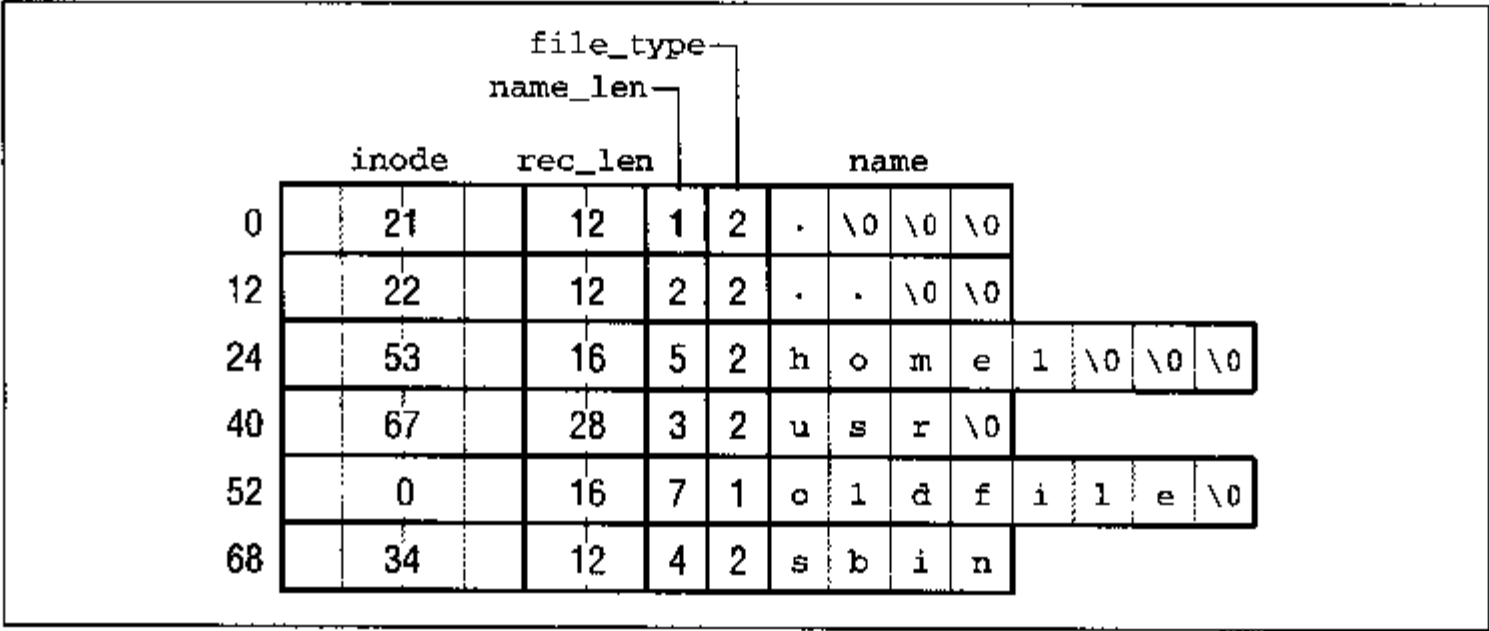 file_type
name_len
inode rec_len name
0 21 12 1 2 . \0 \0 \0
12 22 12 2 2 . . \0 \0
24 53 16 5 2 h o m e 1 \0 \0 \0
40 67 28 3 2 u s r \0
52 0 16 7 1 o l d f i l e \0
68 34 12 4 2 s b i n